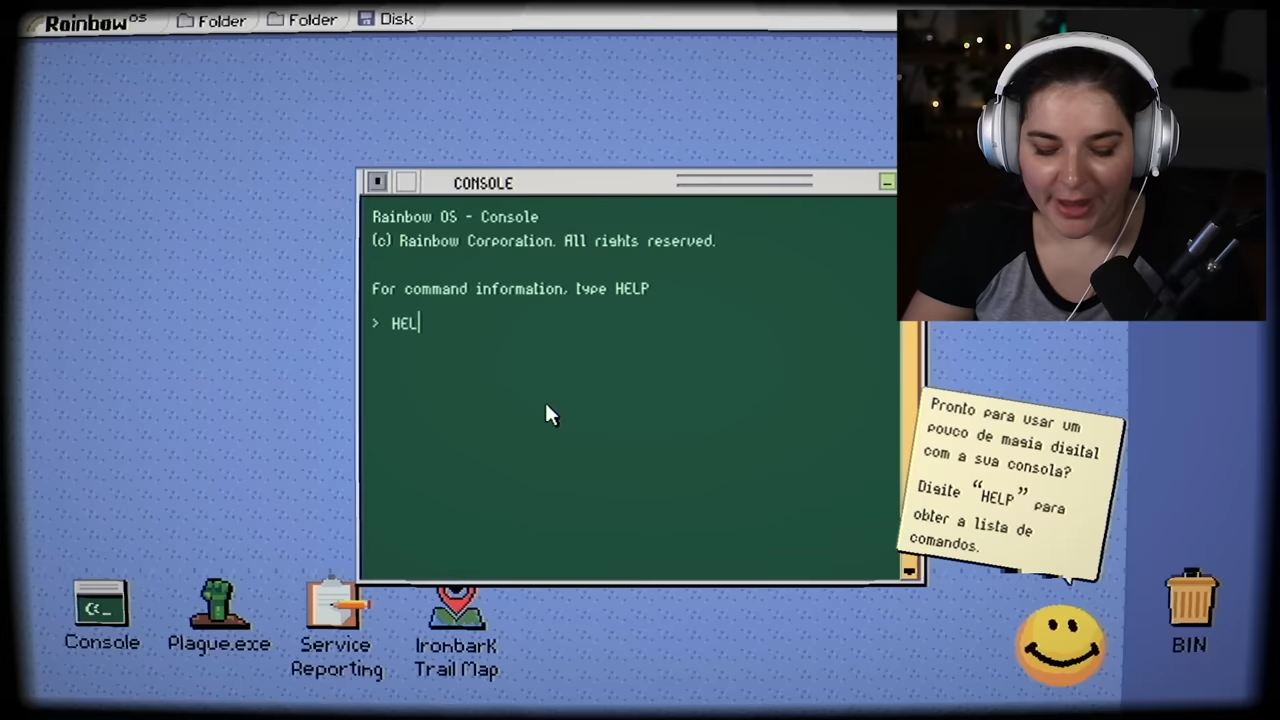 RainbowOS
Folder
Folder
Disk
CONSOLE
Rainbow OS - Console
(c) Rainbow Corporation. All rights reserved.
For command information, type HELP
> HEL
Pronto para usar um
pouco de magia digital
com a sua consola?
Digite “HELP” para
obter a lista de
comandos.
Console
Plague.exe
Service
Reporting
Ironbark
Trail Map
BIN